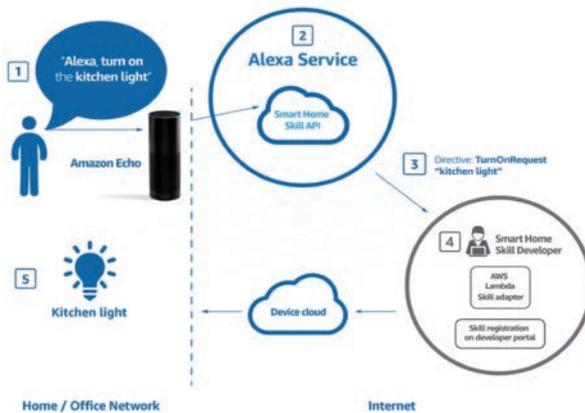 1
"Alexa, turn on
the kitchen light"
Amazon Echo
2
Alexa Service
Smart Home
Skill API
3
Directive: TurnOnRequest
"kitchen light"
4
Smart Home
Skill Developer
AWS
Lambda
Skill adapter
Skill registration
on developer portal
5
Kitchen light
Device cloud
Home / Office Network
Internet